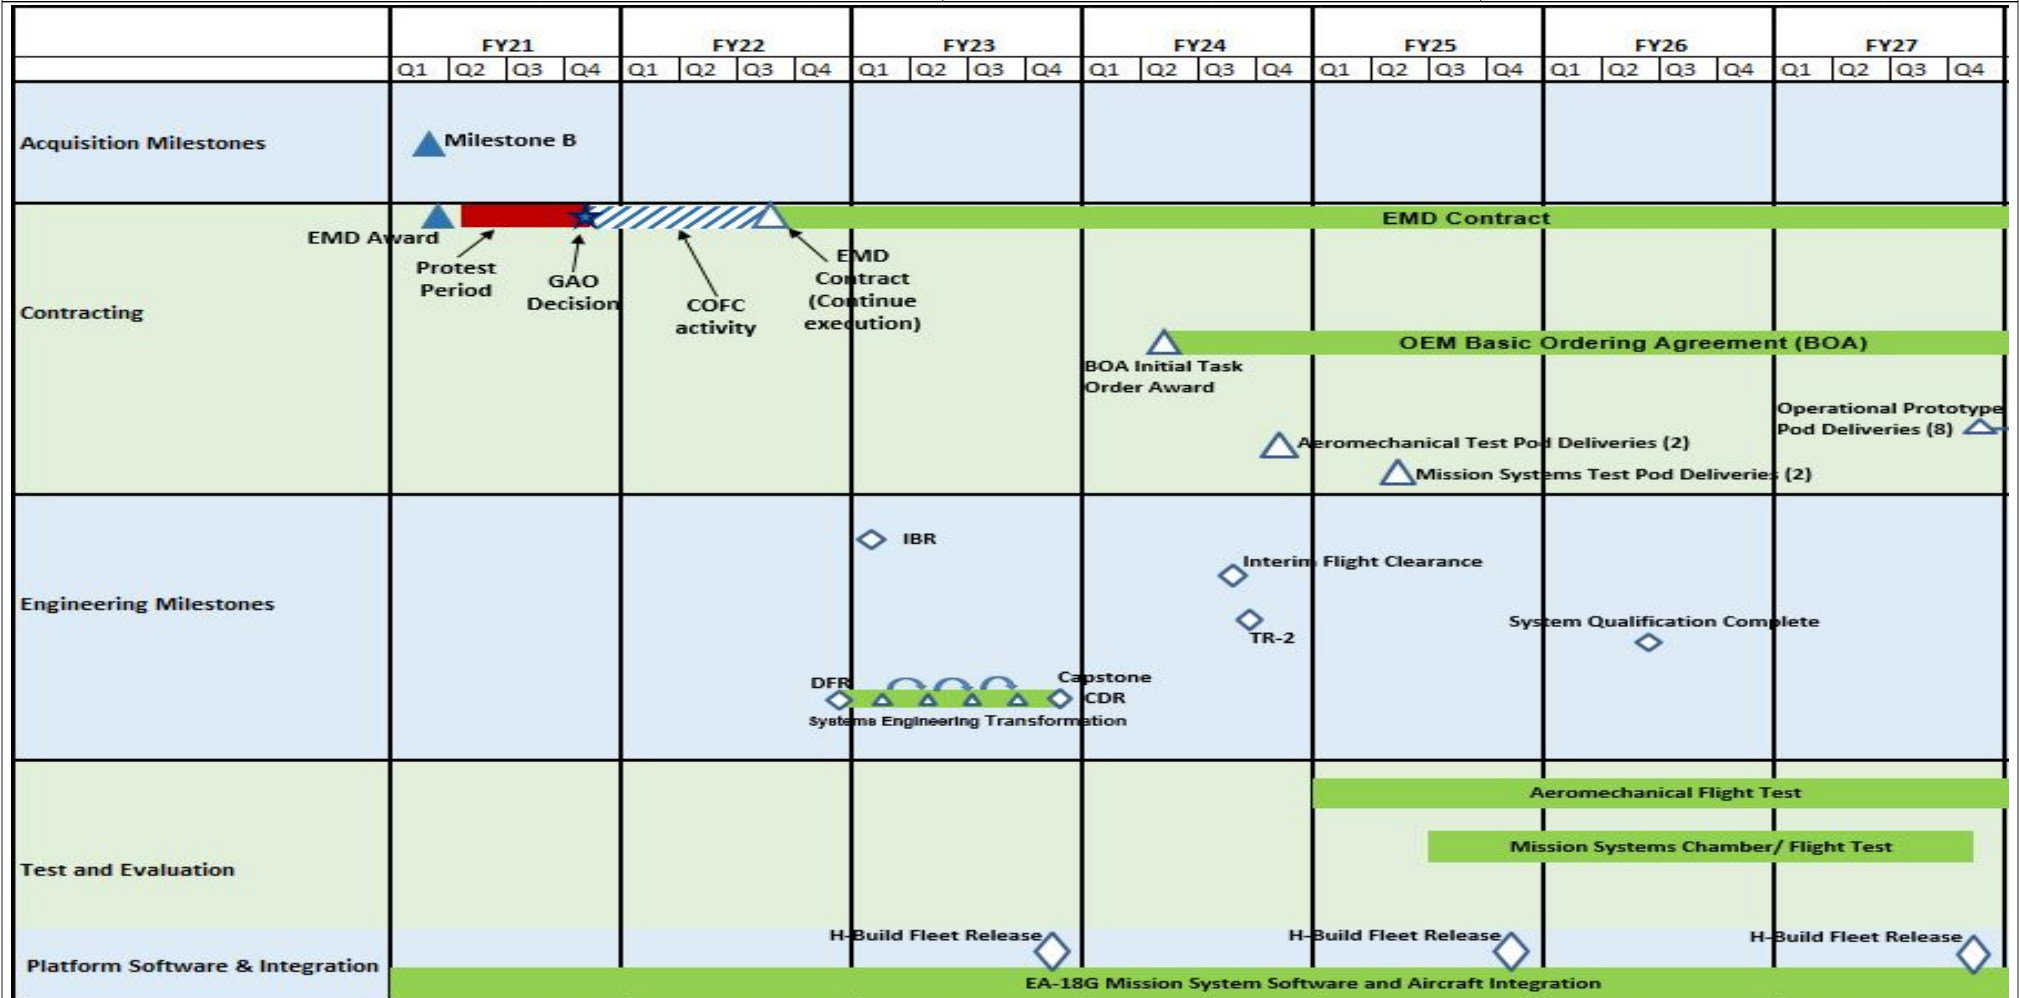 FY21 FY22 FY23 FY24 FY25 FY26 FY27
Q1 Q2 Q3 Q4 Q1 Q2 Q3 Q4 Q1 Q2 Q3 Q4 Q1 Q2 Q3 Q4 Q1 Q2 Q3 Q4 Q1 Q2 Q3 Q4 Q1 Q2 Q3 Q4
Acquisition Milestones
Milestone B
Contracting
EMD Award
Protest
Period
GAO
Decision
COFC
activity
EMD
Contract
(Continue
execution)
EMD Contract
OEM Basic Ordering Agreement (BOA)
BOA Initial Task
Order Award
Operational Prototype
Pod Deliveries (8)
Aeromechanical Test Pod Deliveries (2)
Mission Systems Test Pod Deliveries (2)
Engineering Milestones
IBR
Interim Flight Clearance
TR-2
System Qualification Complete
DFR
Capstone
CDR
Systems Engineering Transformation
Test and Evaluation
Aeromechanical Flight Test
Mission Systems Chamber/ Flight Test
Platform Software & Integration
H-Build Fleet Release
H-Build Fleet Release
H-Build Fleet Release
EA-18G Mission System Software and Aircraft Integration